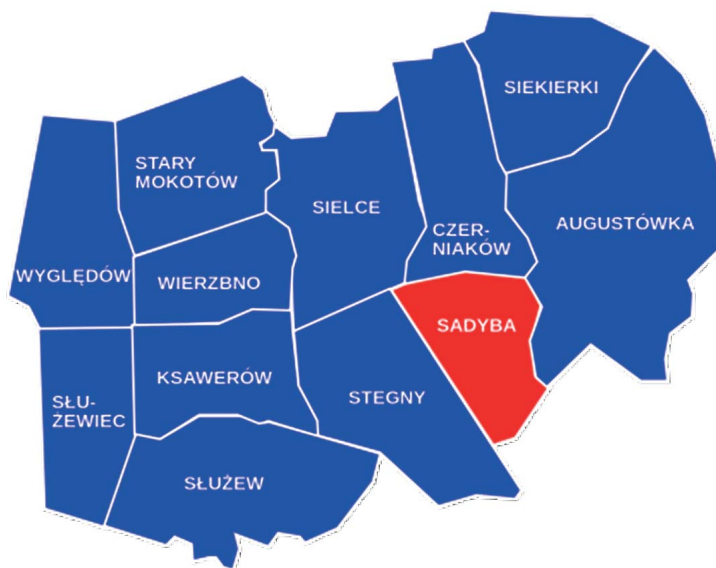 SIEKIERKI
STARY
MOKOTÓW
SIELCE
CZER-
NIAKÓW
AUGUSTÓWKA
WYGLĘDÓW
WIERZBNO
SADYBA
KSAWERÓW
STEGNY
SŁU-
ŻEWIEC
SŁUŻEW